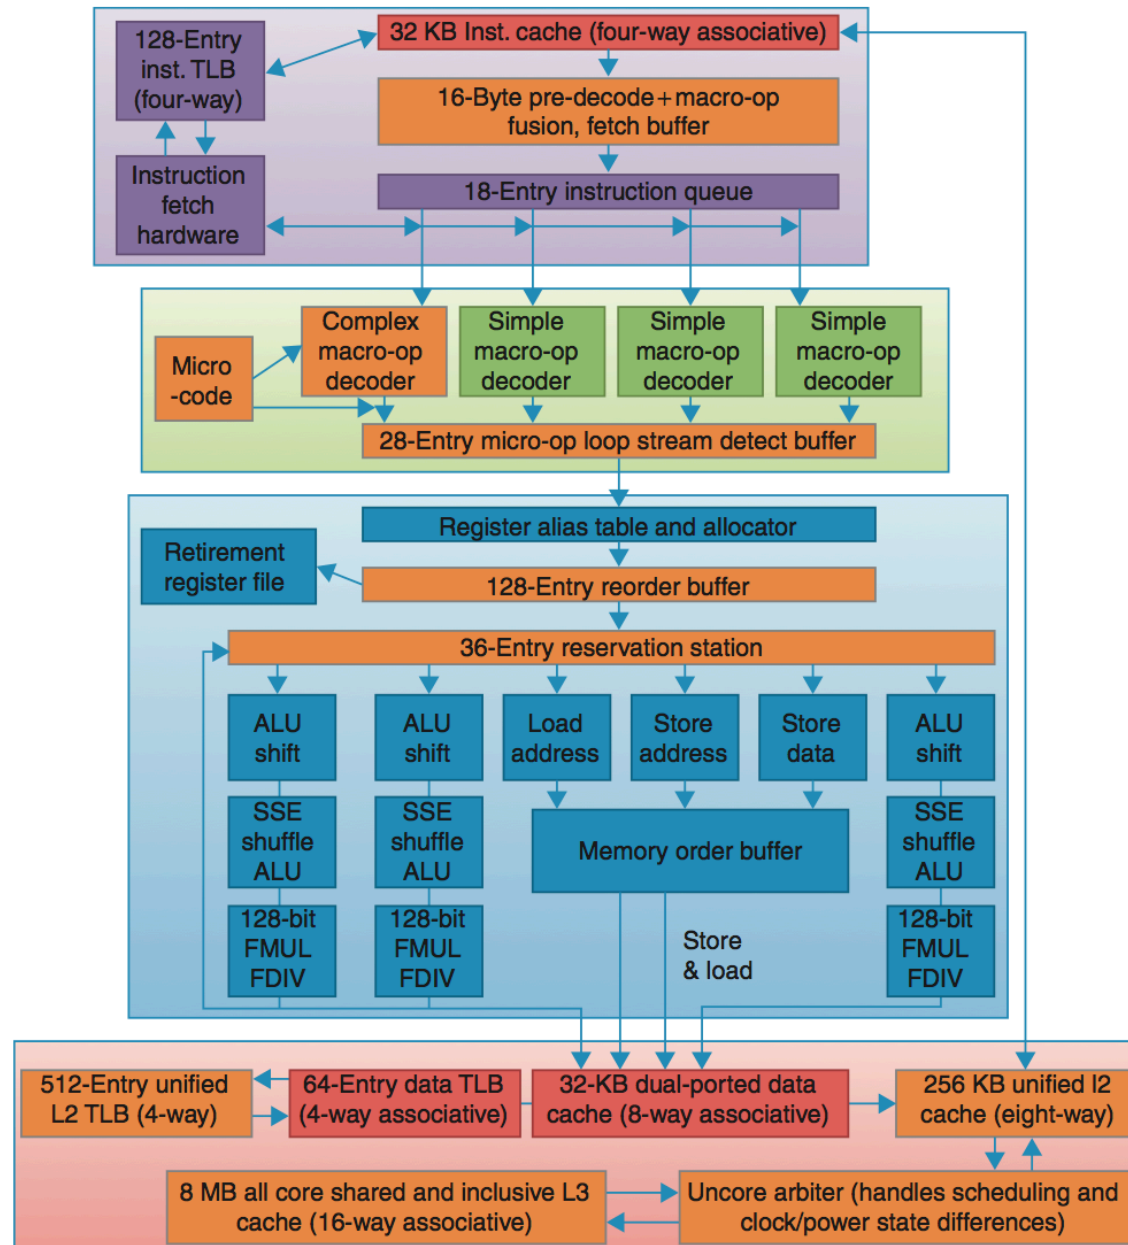 128-Entry
inst. TLB
(four-way)
32 KB Inst. cache (four-way associative)
16-Byte pre-decode+macro-op
fusion, fetch buffer
Instruction
fetch
hardware
18-Entry instruction queue
Micro
-code
Complex
macro-op
decoder
Simple
macro-op
decoder
Simple
macro-op
decoder
Simple
macro-op
decoder
28-Entry micro-op loop stream detect buffer
Register alias table and allocator
Retirement
register file
128-Entry reorder buffer
36-Entry reservation station
ALU
shift
ALU
shift
Load
address
Store
address
Store
data
ALU
shift
SSE
shuffle
ALU
SSE
shuffle
ALU
Memory order buffer
SSE
shuffle
ALU
128-bit
FMUL
FDIV
128-bit
FMUL
FDIV
Store
& load
128-bit
FMUL
FDIV
512-Entry unified
L2 TLB (4-way)
64-Entry data TLB
(4-way associative)
32-KB dual-ported data
cache (8-way associative)
256 KB unified l2
cache (eight-way)
8 MB all core shared and inclusive L3
cache (16-way associative)
Uncore arbiter (handles scheduling and
clock/power state differences)